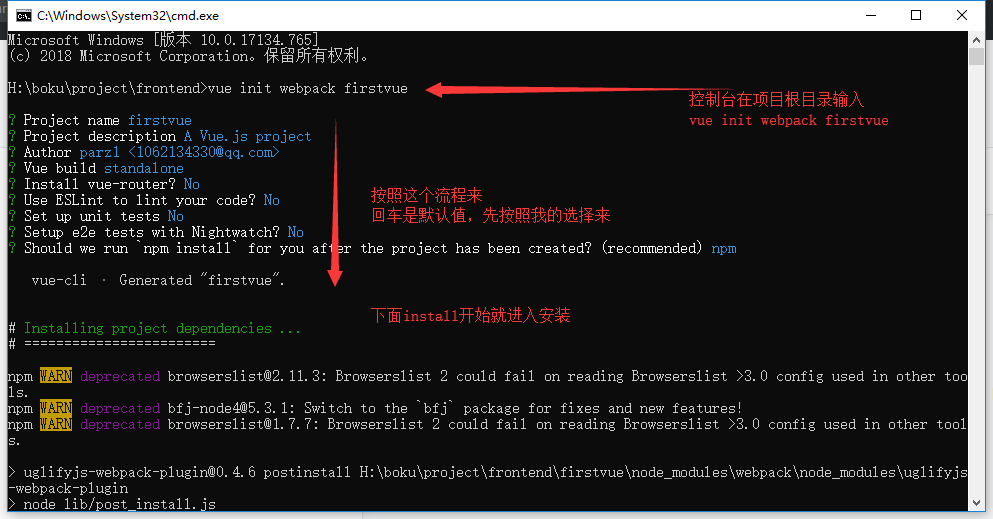 C:\Windows\System32\cmd.exe
Microsoft Windows [版本 10.0.17134.765]
(c) 2018 Microsoft Corporation。保留所有权利。
H:\boku\project\frontend>vue init webpack firstvue
控制台在项目根目录输入
vue init webpack firstvue
? Project name firstvue
? Project description A Vue.js project
? Author parzl <1062134330@qq.com>
? Vue build standalone
? Install vue-router? No
? Use ESLint to lint your code? No
? Set up unit tests No
? Setup e2e tests with Nightwatch? No
? Should we run `npm install` for you after the project has been created? (recommended) npm
按照这个流程来
回车是默认值，先按照我的选择来
vue-cli · Generated "firstvue".
下面install开始就进入安装
# Installing project dependencies ...
# ========================
npm WARN deprecated browserslist@2.11.3: Browserslist 2 could fail on reading Browserslist >3.0 config used in other too
ls.
npm WARN deprecated bfj-node4@5.3.1: Switch to the `bfj` package for fixes and new features!
npm WARN deprecated browserslist@1.7.7: Browserslist 2 could fail on reading Browserslist >3.0 config used in other tool
s.
> uglifyjs-webpack-plugin@0.4.6 postinstall H:\boku\project\frontend\firstvue\node_modules\webpack\node_modules\uglifyjs
-webpack-plugin
> node lib/post_install.js